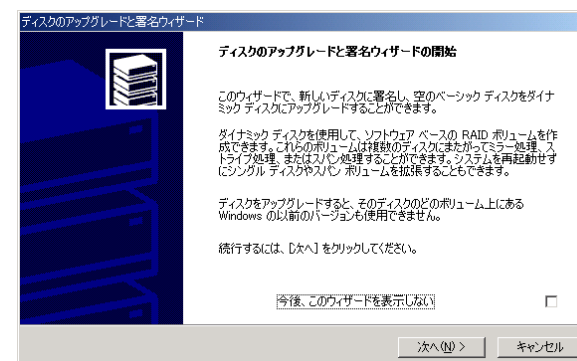 ディスクのアップグレードと署名ウィザード
ディスクのアップグレードと署名ウィザードの開始
このウィザードで、新しいディスクに署名し、空のベーシック ディスクをダイナ
ミック ディスクにアップグレードすることができます。
ダイナミック ディスクを使用して、ソフトウェア ベースの RAID ボリュームを作
成できます。これらのボリュームは複数のディスクにまたがってミラー処理、ス
トライプ処理、またはスパン処理することができます。システムを再起動せず
にシングル ディスクやスパン ボリュームを拡張することもできます。
ディスクをアップグレードすると、そのディスクのどのボリューム上にある
Windows の以前のバージョンも使用できません。
続行するには、[次へ] をクリックしてください。
今後、このウィザードを表示しない
次へ(N) >
キャンセル